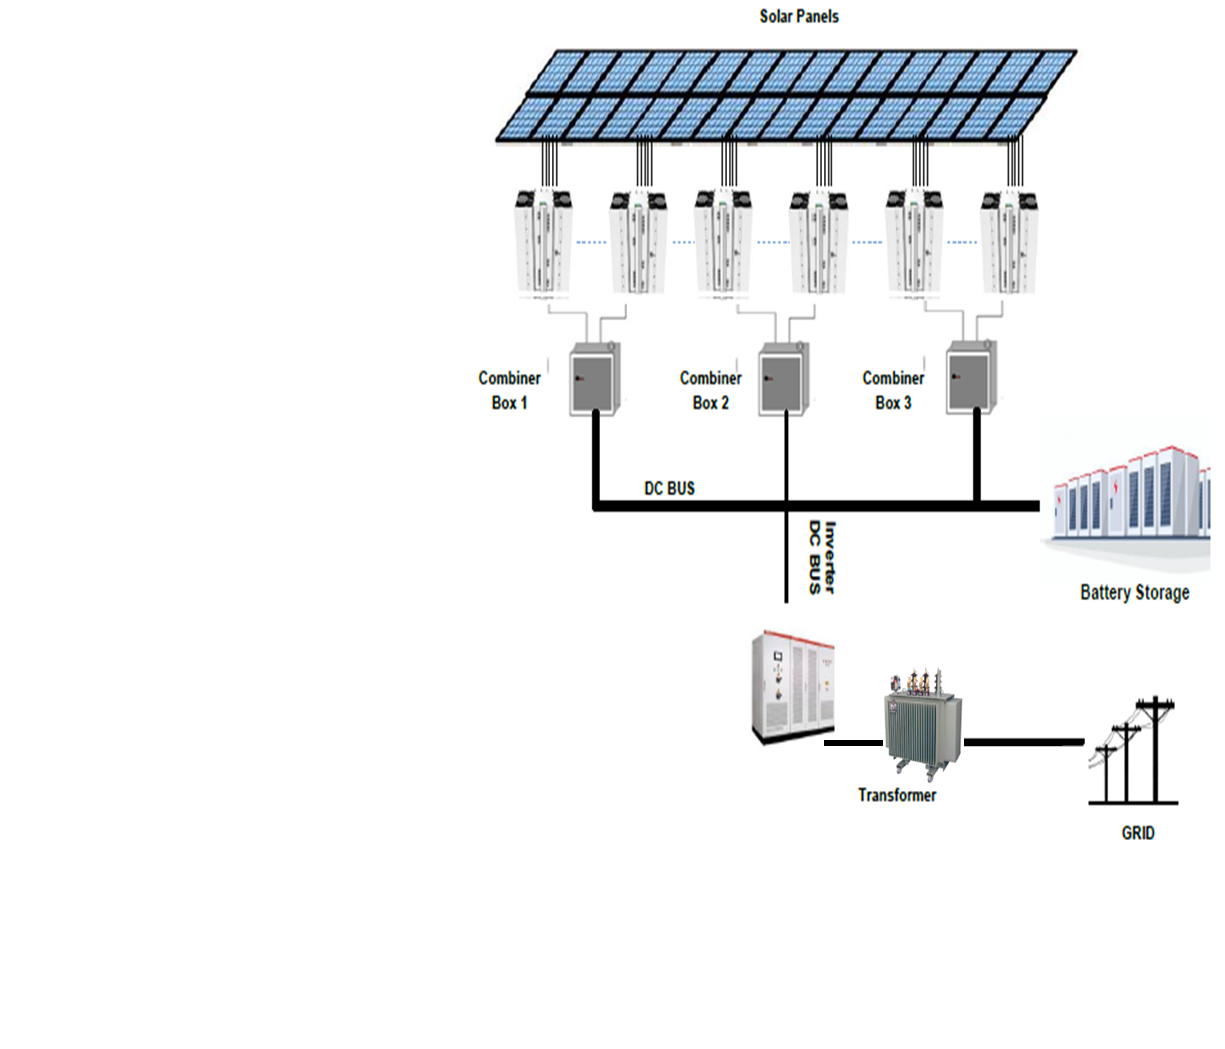 Solar Panels
Combiner
Box 1
Combiner
Box 2
Combiner
Box 3
DC BUS
Inverter
DC BUS
Battery Storage
Transformer
GRID